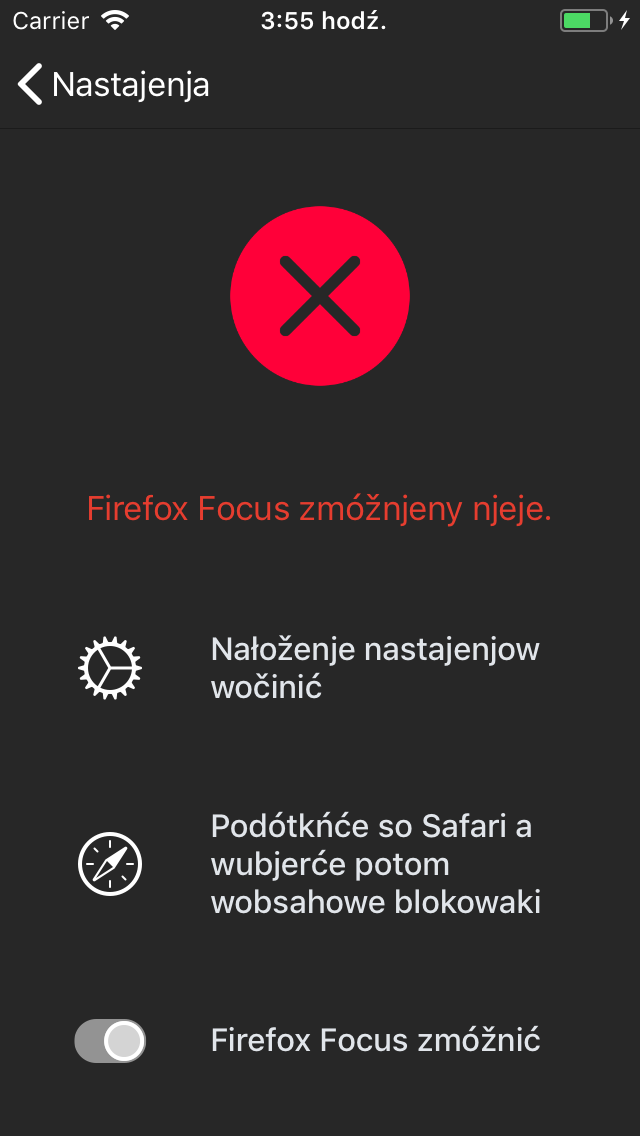 Carrier 3:55 hodź.
Nastajenja
Firefox Focus zmóžnjeny njeje.
Nałoženje nastajenjow
wočinić
Podótkńće so Safari a
wubjerće potom
wobsahowe blokowaki
Firefox Focus zmóžnić